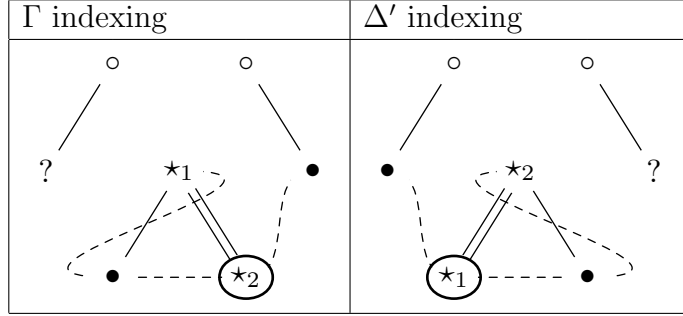 Γ indexing Δ′ indexing
? ⋆₁ ⋆₂ ?
⋆₂ ⋆₁